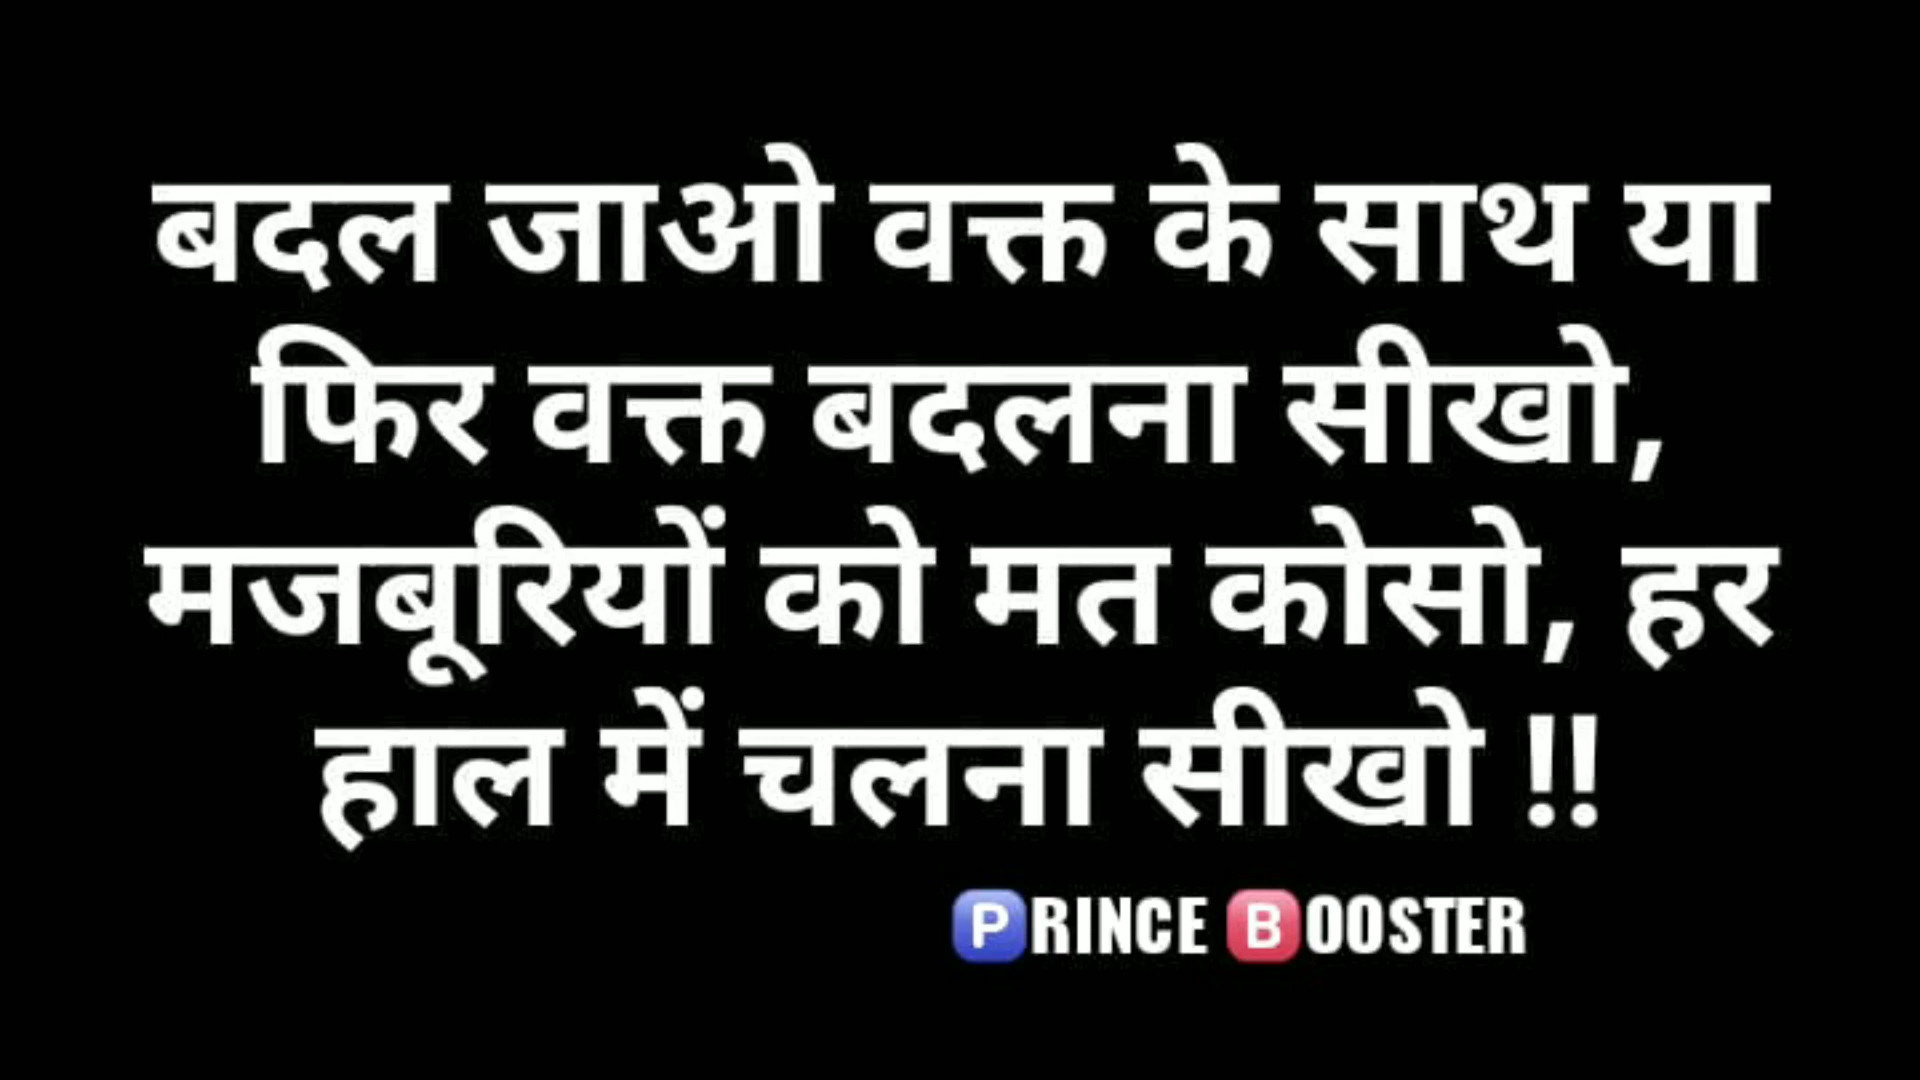 बदल जाओ वक्त के साथ या
फिर वक्त बदलना सीखो,
मजबूरियों को मत कोसो, हर
हाल में चलना सीखो !!
PRINCE BOOSTER